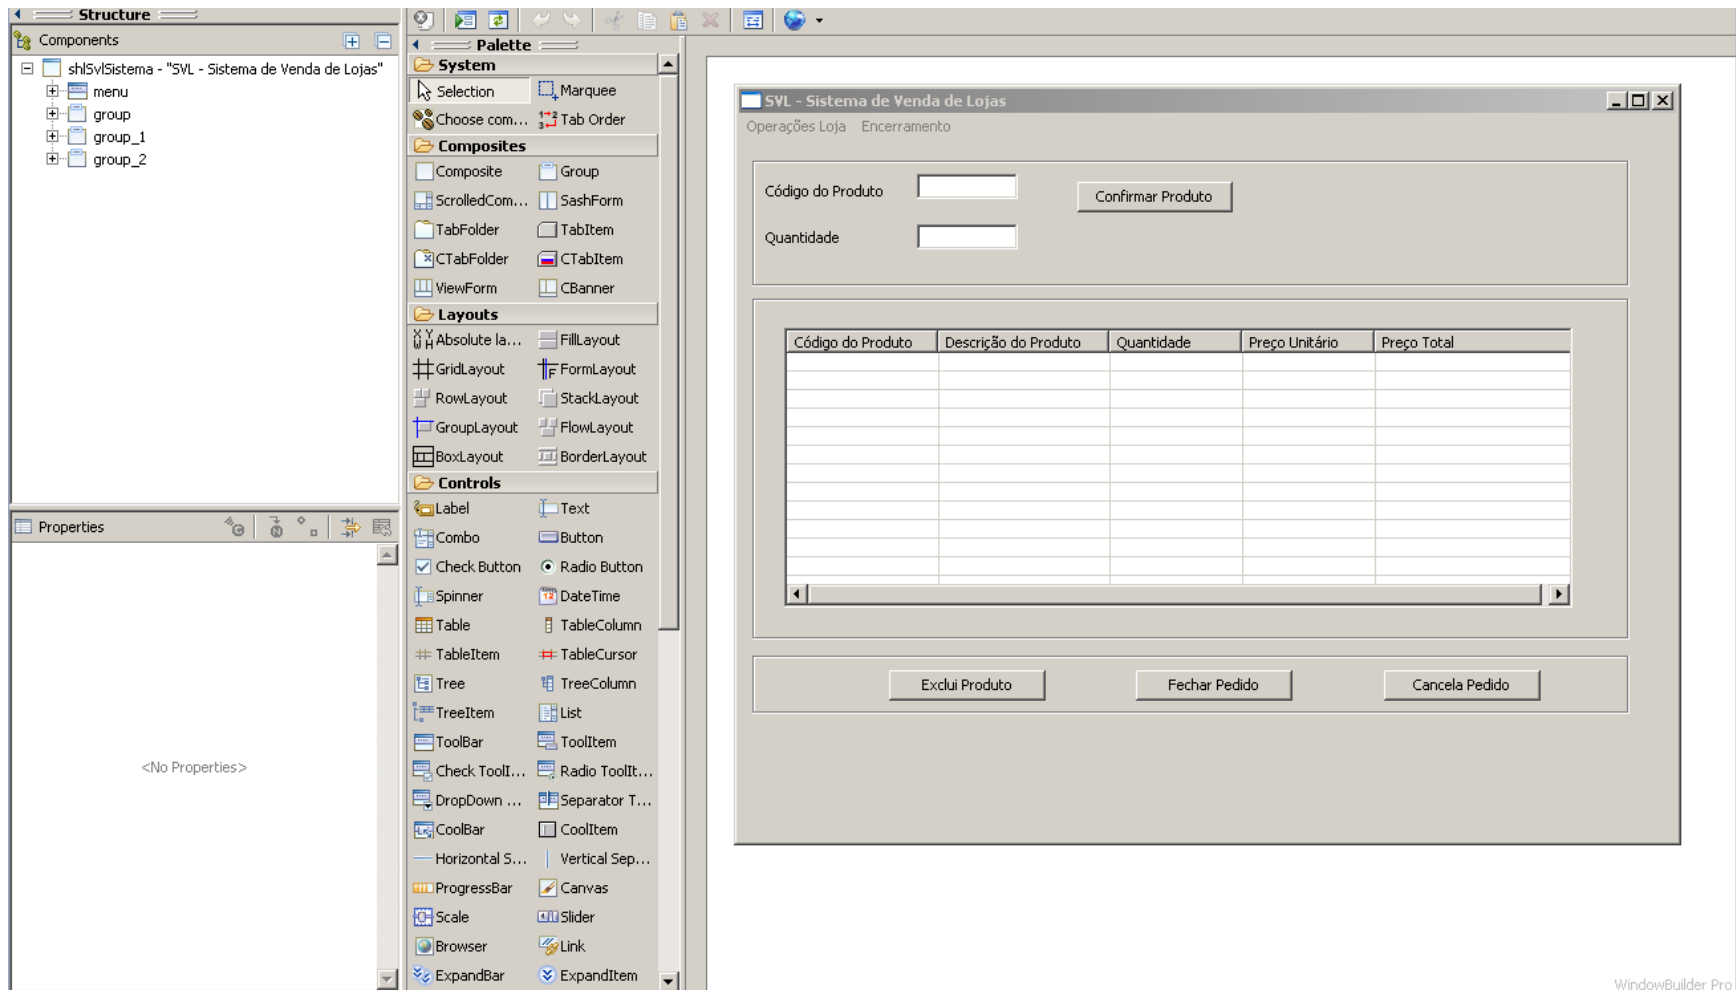 Structure
Components
shlSvlSistema - "SVL - Sistema de Venda de Lojas"
menu
group
group_1
group_2
Properties
<No Properties>
Palette
System
Selection Marquee
Choose com... Tab Order
Composites
Composite Group
ScrolledCom... SashForm
TabFolder TabItem
CTabFolder CTabItem
ViewForm CBanner
Layouts
Absolute la... FillLayout
GridLayout FormLayout
RowLayout StackLayout
GroupLayout FlowLayout
BoxLayout BorderLayout
Controls
Label Text
Combo Button
Check Button Radio Button
Spinner DateTime
Table TableColumn
TableItem TableCursor
Tree TreeColumn
TreeItem List
ToolBar ToolItem
Check ToolI... Radio ToolIt...
DropDown ... Separator T...
CoolBar CoolItem
Horizontal S... Vertical Sep...
ProgressBar Canvas
Scale Slider
Browser Link
ExpandBar ExpandItem
SVL - Sistema de Venda de Lojas
Operações Loja Encerramento
Código do Produto
Confirmar Produto
Quantidade
Código do Produto Descrição do Produto Quantidade Preço Unitário Preço Total
Exclui Produto Fechar Pedido Cancela Pedido
WindowBuilder Pro